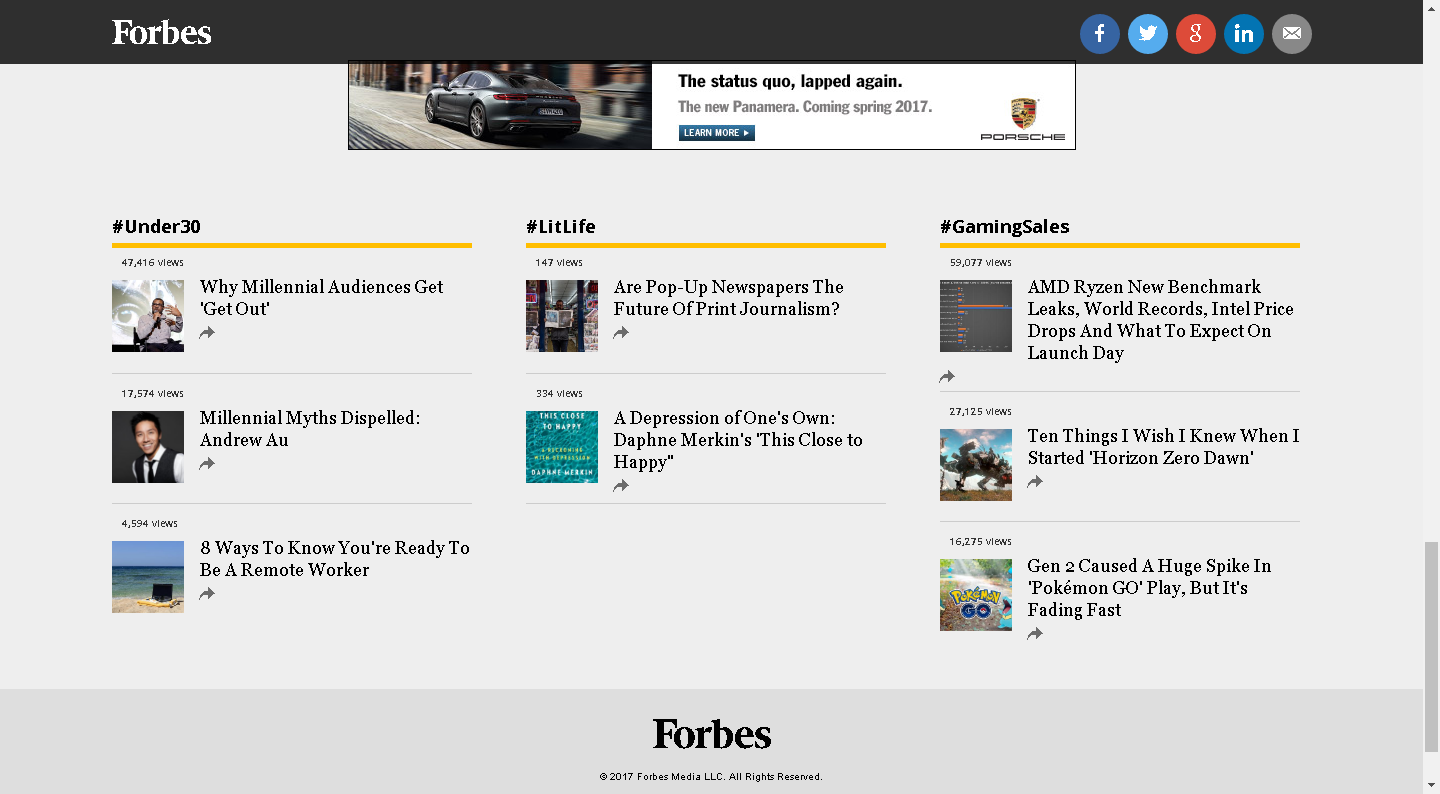 Forbes
The status quo, lapped again.
The new Panamera. Coming spring 2017.
LEARN MORE
PORSCHE
#Under30
47,416 views
Why Millennial Audiences Get
'Get Out'
17,574 views
Millennial Myths Dispelled:
Andrew Au
4,594 views
8 Ways To Know You're Ready To
Be A Remote Worker
#LitLife
147 views
Are Pop-Up Newspapers The
Future Of Print Journalism?
334 views
THIS CLOSE
TO HAPPY
A RECKONING
WITH DEPRESSION
DAPHNE MERKIN
A Depression of One's Own:
Daphne Merkin's 'This Close to
Happy"
#GamingSales
59,077 views
AMD Ryzen New Benchmark
Leaks, World Records, Intel Price
Drops And What To Expect On
Launch Day
27,125 views
Ten Things I Wish I Knew When I
Started 'Horizon Zero Dawn'
16,275 views
POKÉMON
GO
Gen 2 Caused A Huge Spike In
'Pokémon GO' Play, But It's
Fading Fast
Forbes
© 2017 Forbes Media LLC. All Rights Reserved.